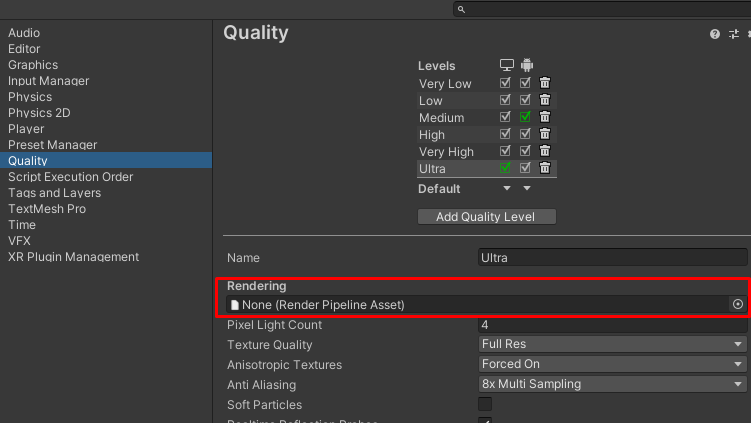 Quality
Audio
Editor
Graphics
Input Manager
Physics
Physics 2D
Player
Preset Manager
Quality
Script Execution Order
Tags and Layers
TextMesh Pro
Time
VFX
XR Plugin Management
Levels
Very Low
Low
Medium
High
Very High
Ultra
Default
Add Quality Level
Name Ultra
Rendering
None (Render Pipeline Asset)
Pixel Light Count 4
Texture Quality Full Res
Anisotropic Textures Forced On
Anti Aliasing 8x Multi Sampling
Soft Particles
Realtime Reflection Probes